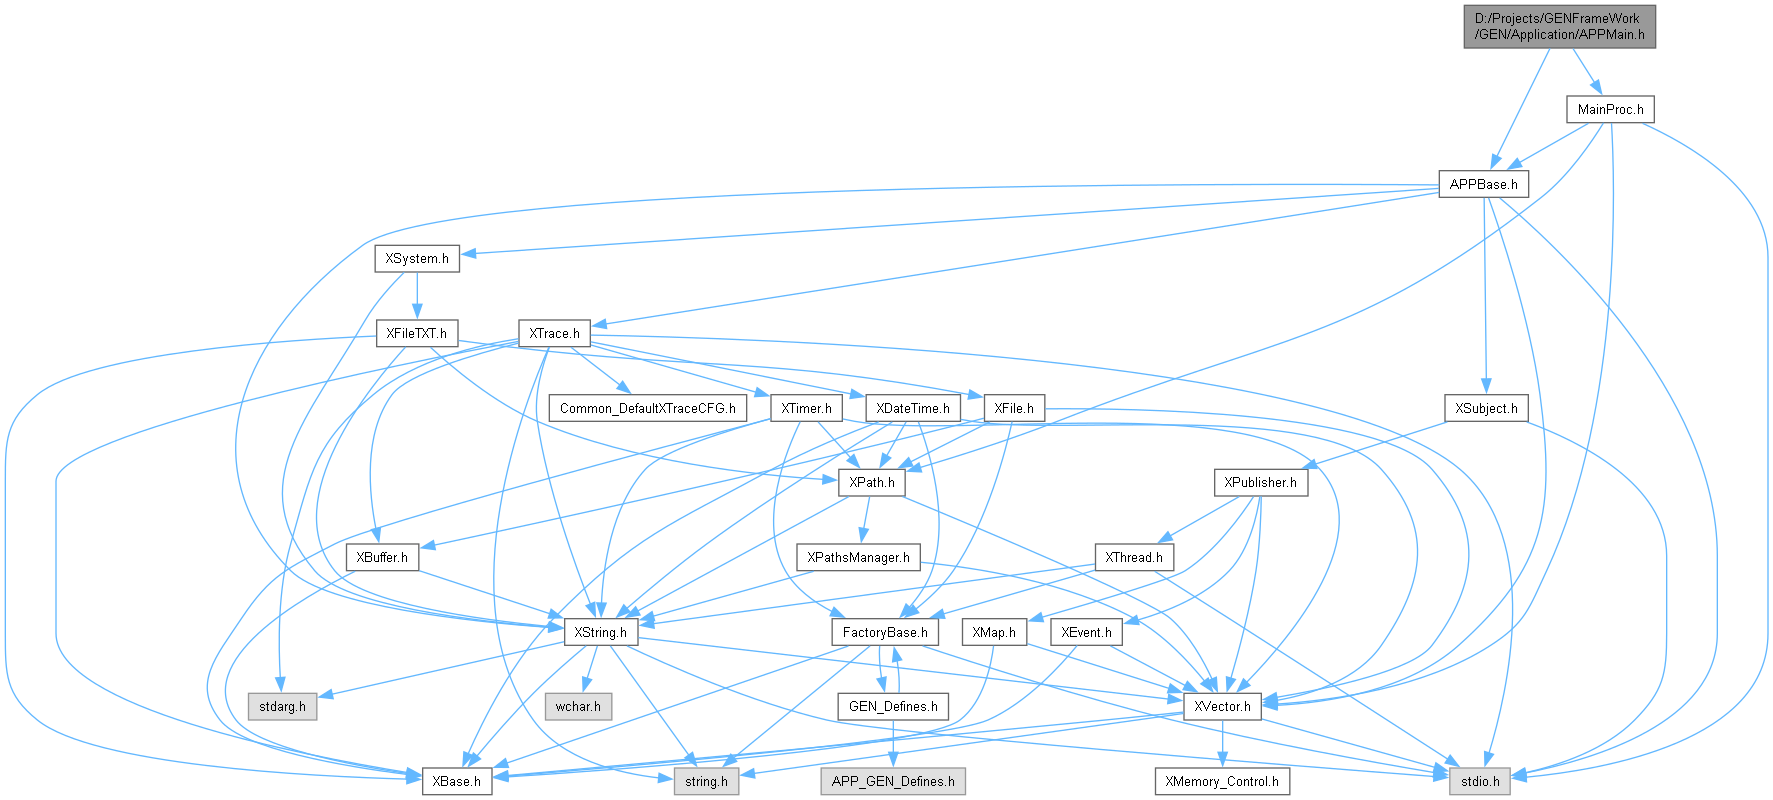 D:/Projects/GENFrameWork
/GEN/Application/APPMain.h
MainProc.h
APPBase.h
XSystem.h
XFileTXT.h
XTrace.h
Common_DefaultXTraceCFG.h
XTimer.h
XDateTime.h
XFile.h
XSubject.h
XPath.h
XPublisher.h
XBuffer.h
XPathsManager.h
XThread.h
XString.h
FactoryBase.h
XMap.h
XEvent.h
stdarg.h
wchar.h
GEN_Defines.h
XVector.h
XBase.h
string.h
APP_GEN_Defines.h
XMemory_Control.h
stdio.h